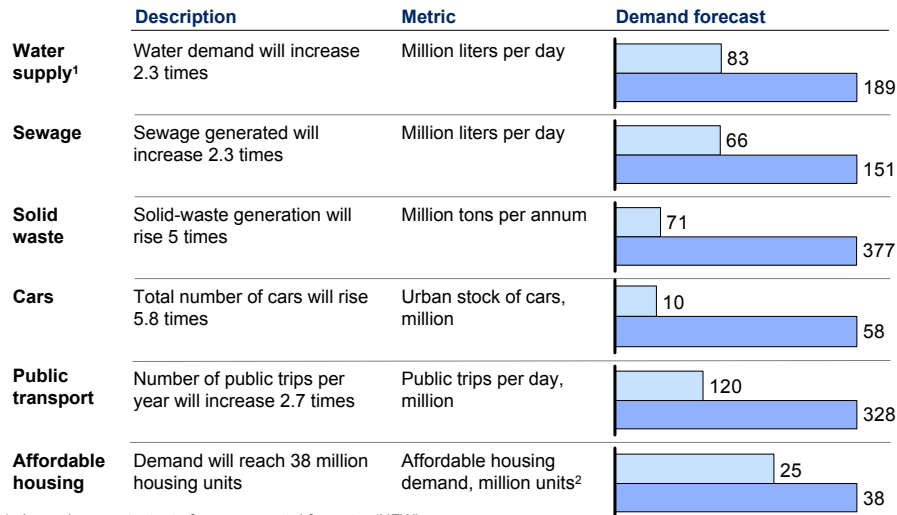 Description Metric Demand forecast
Water Water demand will increase Million liters per day 83
supply¹ 2.3 times 189
Sewage Sewage generated will Million liters per day 66
increase 2.3 times 151
Solid Solid-waste generation will Million tons per annum 71
waste rise 5 times 377
Cars Total number of cars will rise Urban stock of cars, 10
5.8 times million 58
Public Number of public trips per Public trips per day, 120
transport year will increase 2.7 times million 328
Affordable Demand will reach 38 million Affordable housing 25
housing housing units demand, million units² 38